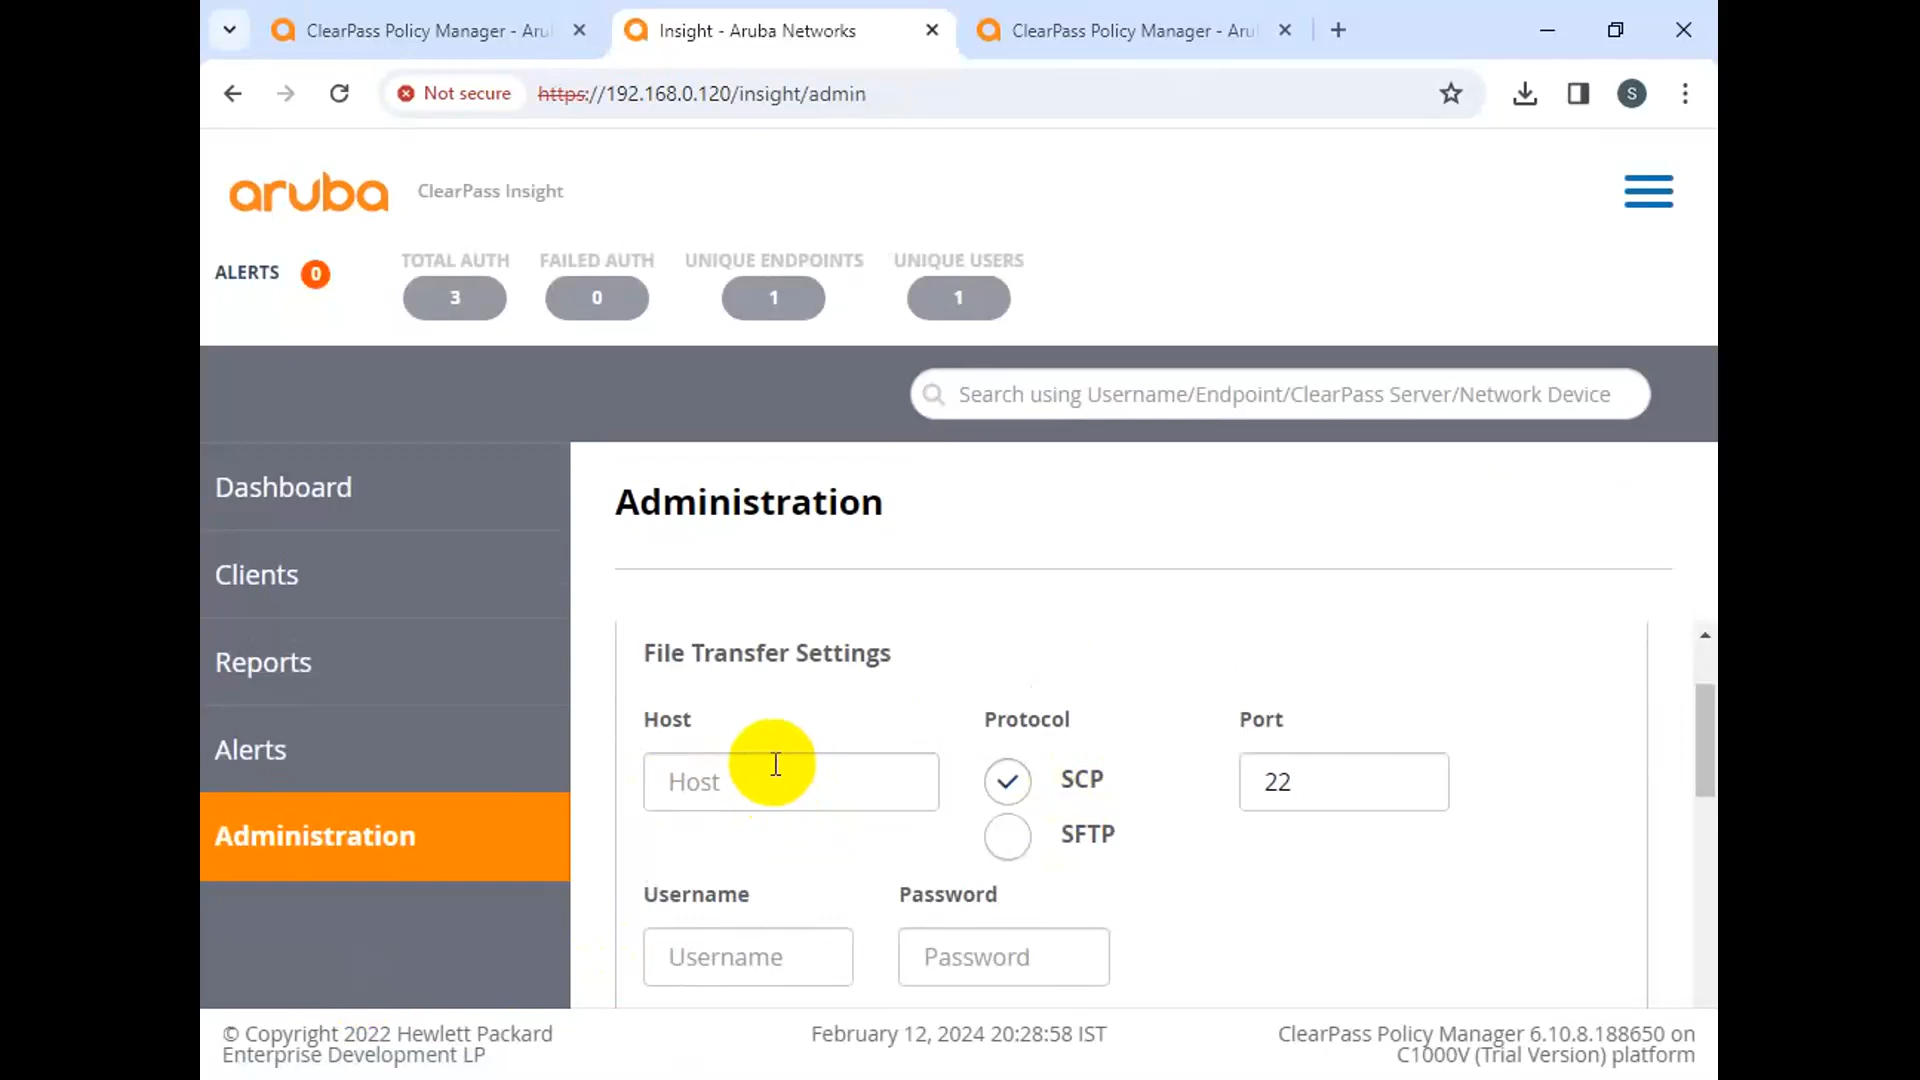 ClearPass Policy Manager - Aru
Insight - Aruba Networks
ClearPass Policy Manager - Aru
Not secure
https://192.168.0.120/insight/admin
S
aruba
ClearPass Insight
ALERTS 0
TOTAL AUTH
3
FAILED AUTH
0
UNIQUE ENDPOINTS
1
UNIQUE USERS
1
Search using Username/Endpoint/ClearPass Server/Network Device
Dashboard
Clients
Reports
Alerts
Administration
Administration
File Transfer Settings
Host
Host
Protocol
SCP
SFTP
Port
22
Username
Username
Password
Password
© Copyright 2022 Hewlett Packard
Enterprise Development LP
February 12, 2024 20:28:58 IST
ClearPass Policy Manager 6.10.8.188650 on
C1000V (Trial Version) platform